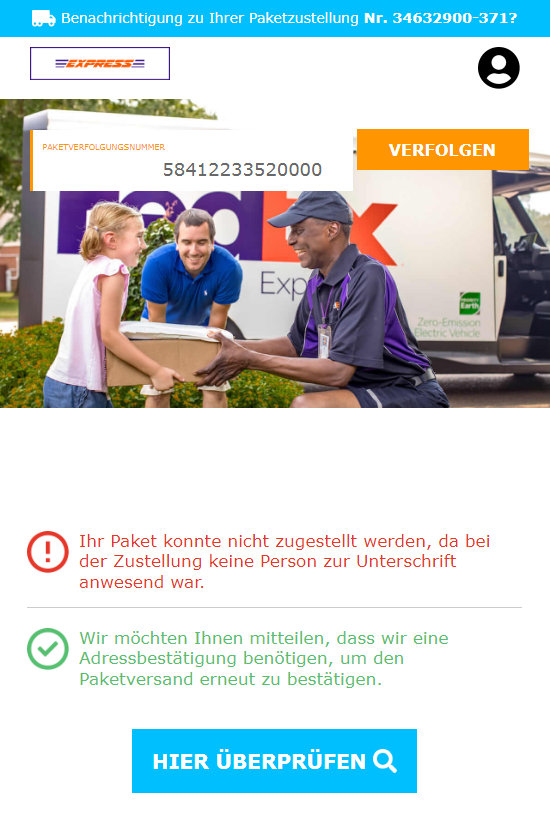 Benachrichtigung zu Ihrer Paketzustellung Nr. 34632900-371?
EXPRESS
PAKETVERFOLGUNGSNUMMER
58412233520000
VERFOLGEN
Express
Earth
Zero-Emission
Electric Vehicle
Ihr Paket konnte nicht zugestellt werden, da bei
der Zustellung keine Person zur Unterschrift
anwesend war.
Wir möchten Ihnen mitteilen, dass wir eine
Adressbestätigung benötigen, um den
Paketversand erneut zu bestätigen.
HIER ÜBERPRÜFEN